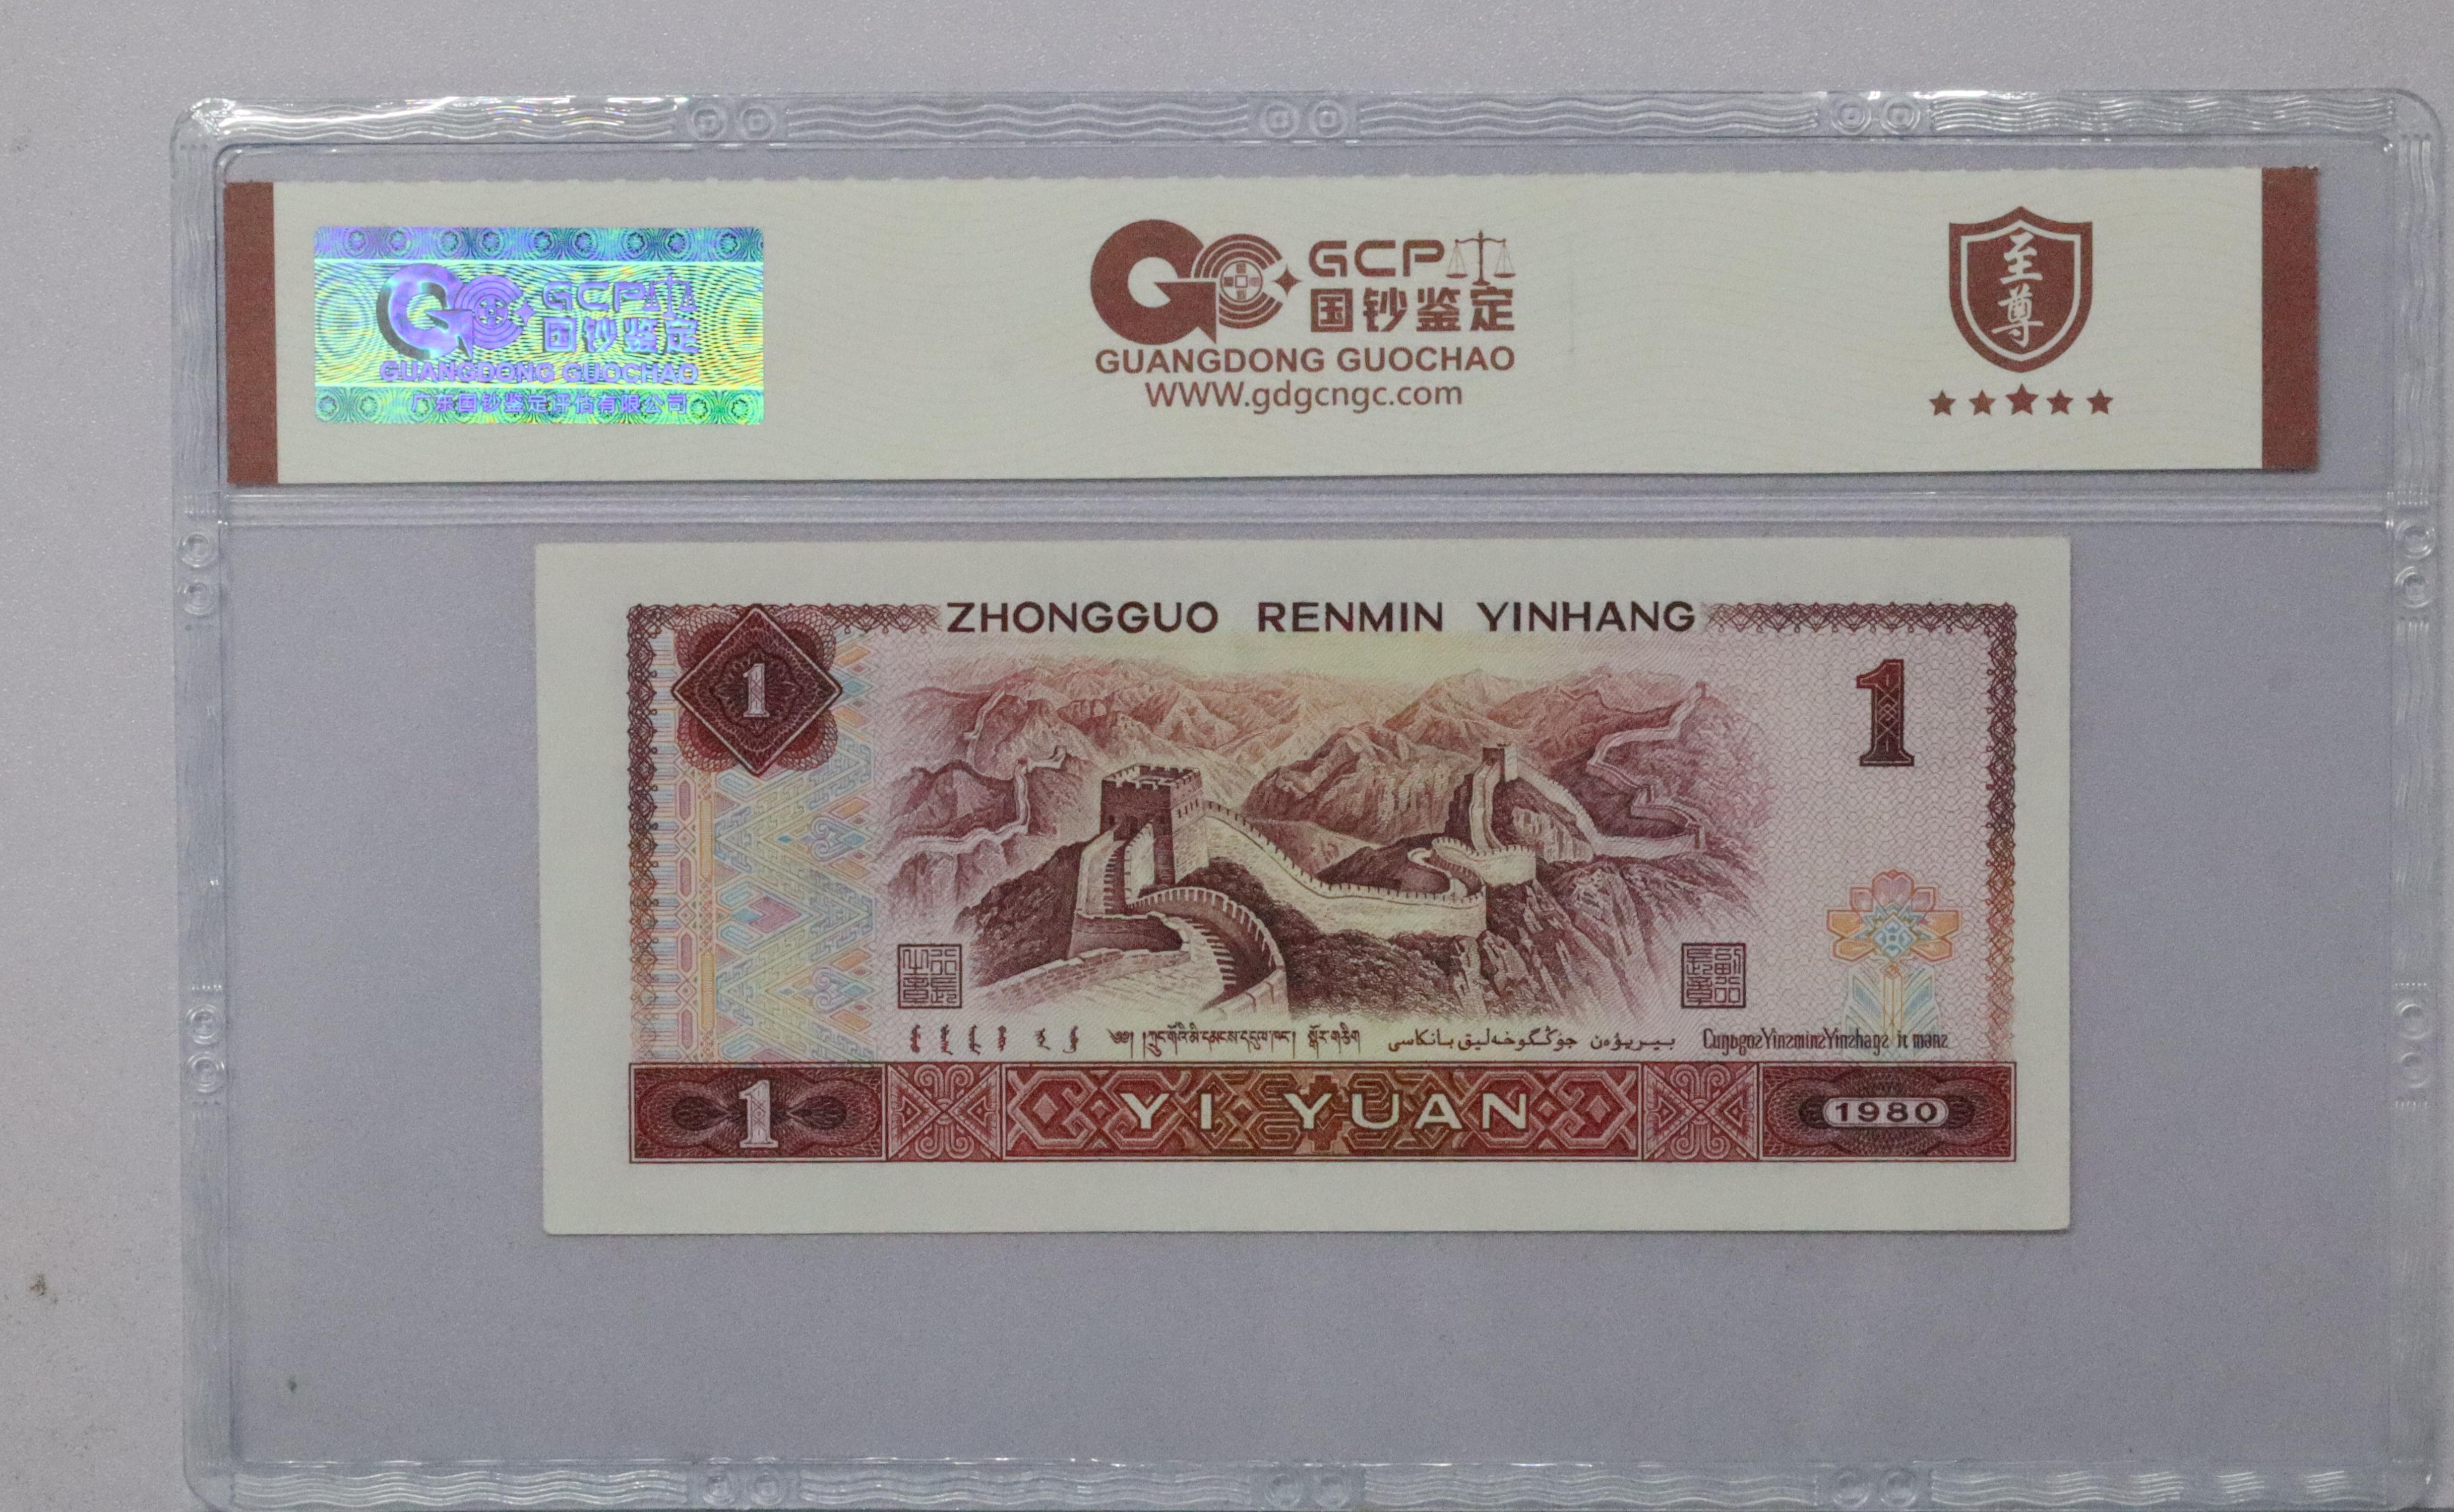 GCP
国钞鉴定
GUANGDONG GUOCHAO
广东国钞鉴定评估有限公司
GCP
国钞鉴定
GUANGDONG GUOCHAO
WWW.gdgcngc.com
至
尊
ZHONGGUO RENMIN YINHANG
1
1
བོད
1
YI YUAN
1980